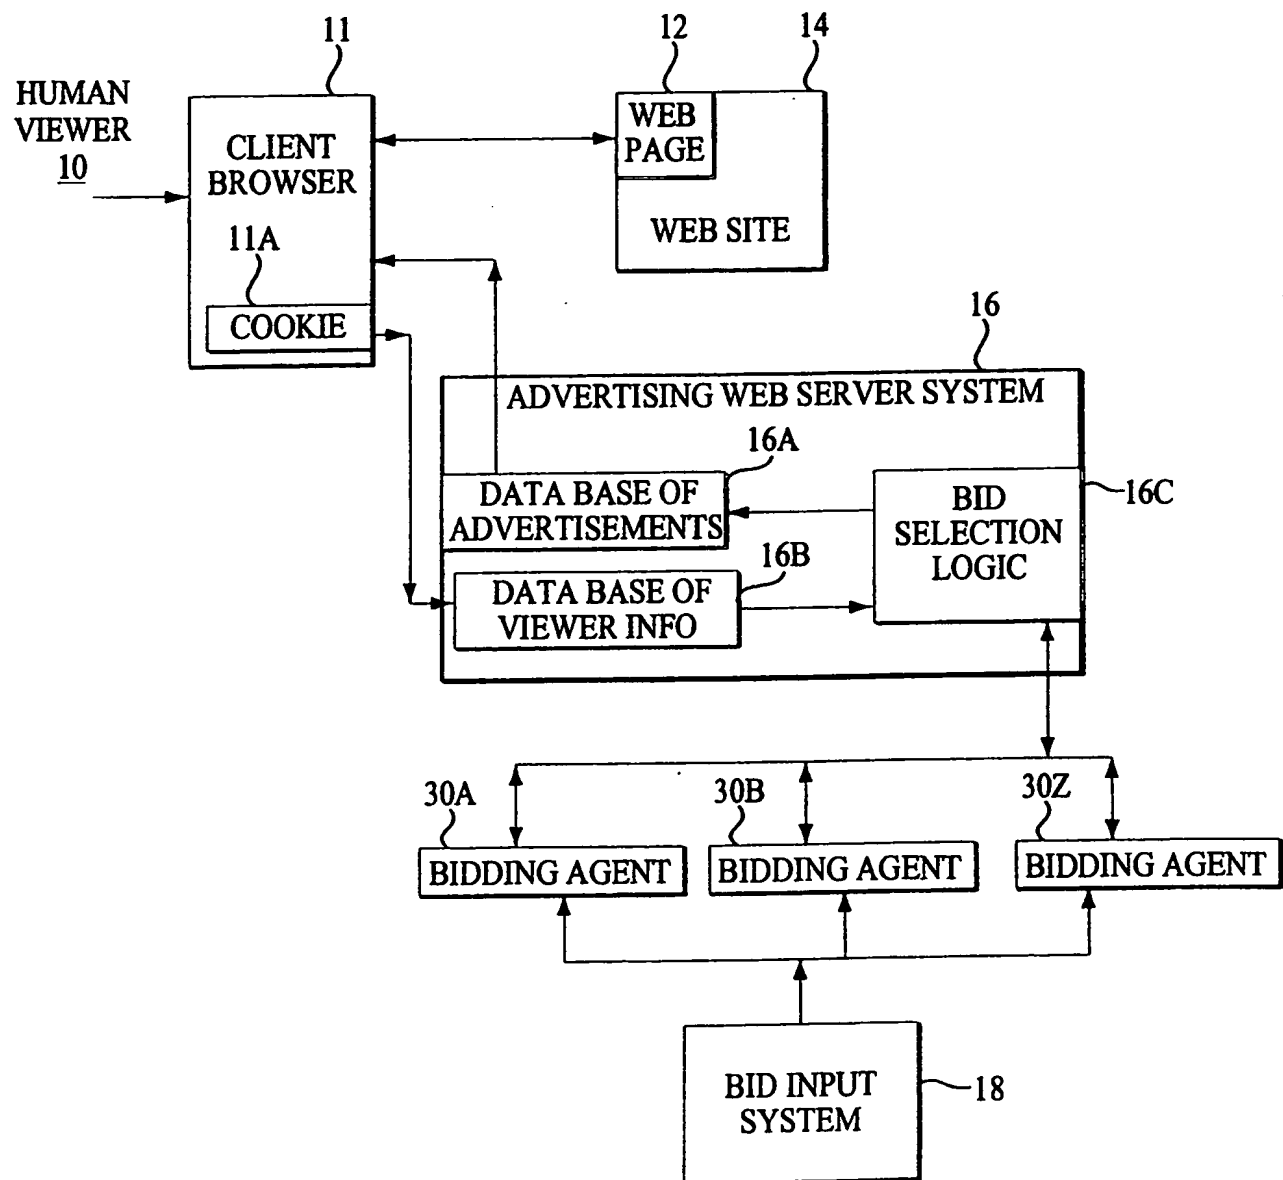 11
12
14
HUMAN
VIEWER
10
CLIENT
BROWSER
WEB
PAGE
WEB SITE
11A
COOKIE
16
ADVERTISING WEB SERVER SYSTEM
16A
DATA BASE OF
ADVERTISEMENTS
BID
SELECTION
LOGIC
16C
16B
DATA BASE OF
VIEWER INFO
30A
30B
30Z
BIDDING AGENT
BIDDING AGENT
BIDDING AGENT
BID INPUT
SYSTEM
18